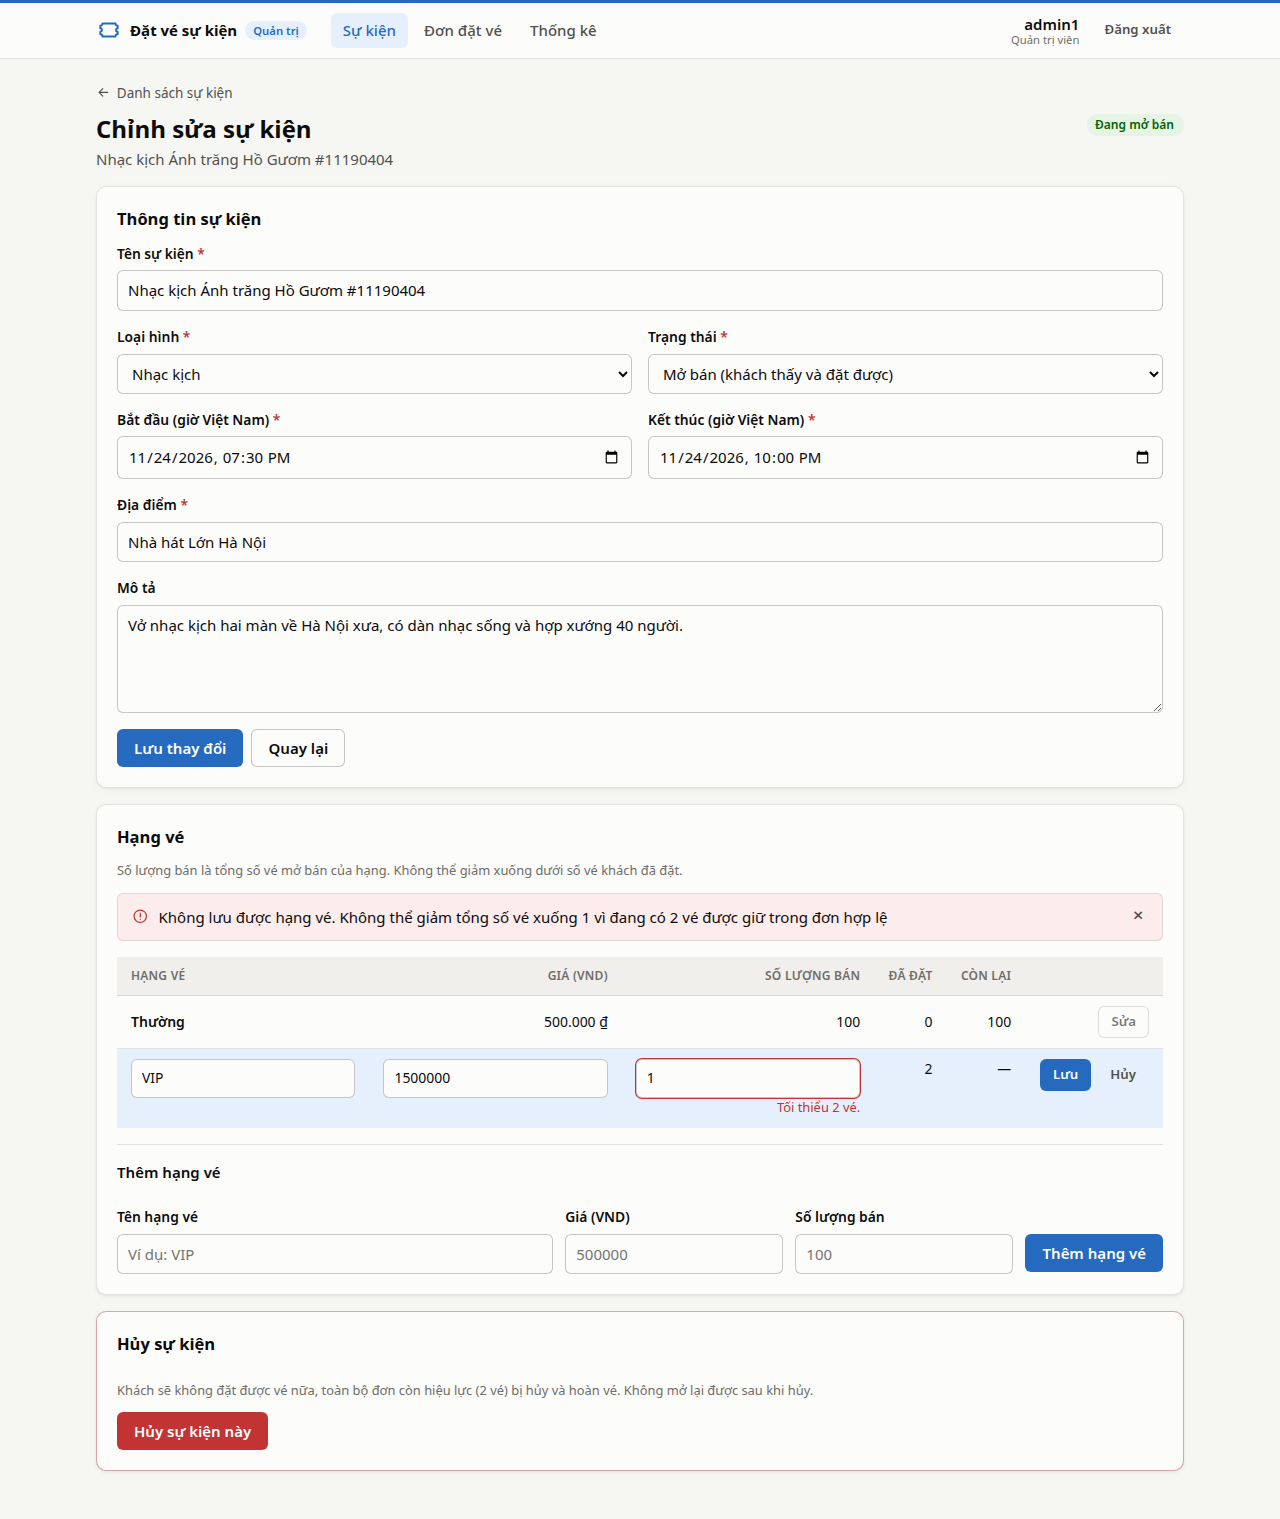 Đặt vé sự kiện Quản trị Sự kiện Đơn đặt vé Thống kê admin1 Đăng xuất
Quản trị viên
← Danh sách sự kiện
Chỉnh sửa sự kiện Đang mở bán
Nhạc kịch Ánh trăng Hồ Gươm #11190404
Thông tin sự kiện
Tên sự kiện *
Nhạc kịch Ánh trăng Hồ Gươm #11190404
Loại hình * Trạng thái *
Nhạc kịch Mở bán (khách thấy và đặt được)
Bắt đầu (giờ Việt Nam) * Kết thúc (giờ Việt Nam) *
11/24/2026, 07:30 PM 11/24/2026, 10:00 PM
Địa điểm *
Nhà hát Lớn Hà Nội
Mô tả
Vở nhạc kịch hai màn về Hà Nội xưa, có dàn nhạc sống và hợp xướng 40 người.
Lưu thay đổi Quay lại
Hạng vé
Số lượng bán là tổng số vé mở bán của hạng. Không thể giảm xuống dưới số vé khách đã đặt.
Không lưu được hạng vé. Không thể giảm tổng số vé xuống 1 vì đang có 2 vé được giữ trong đơn hợp lệ ×
HẠNG VÉ GIÁ (VND) SỐ LƯỢNG BÁN ĐÃ ĐẶT CÒN LẠI
Thường 500.000 ₫ 100 0 100 Sửa
VIP 1500000 1 2 — Lưu Hủy
Tối thiểu 2 vé.
Thêm hạng vé
Tên hạng vé Giá (VND) Số lượng bán
Ví dụ: VIP 500000 100 Thêm hạng vé
Hủy sự kiện
Khách sẽ không đặt được vé nữa, toàn bộ đơn còn hiệu lực (2 vé) bị hủy và hoàn vé. Không mở lại được sau khi hủy.
Hủy sự kiện này